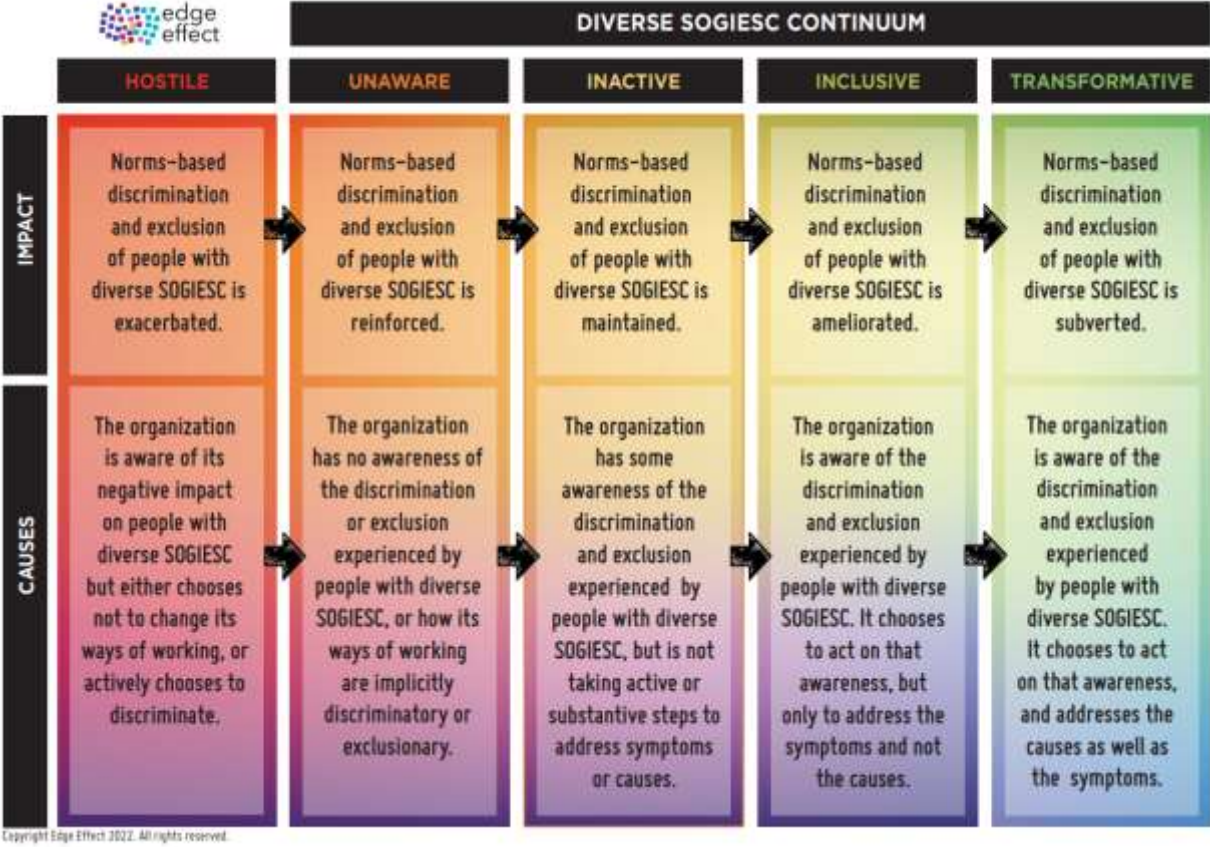 edge
effect
DIVERSE SOGIESC CONTINUUM
HOSTILE
UNAWARE
INACTIVE
INCLUSIVE
TRANSFORMATIVE
IMPACT
Norms-based
discrimination
and exclusion
of people with
diverse SOGIESC is
exacerbated.
Norms-based
discrimination
and exclusion
of people with
diverse SOGIESC is
reinforced.
Norms-based
discrimination
and exclusion
of people with
diverse SOGIESC is
maintained.
Norms-based
discrimination
and exclusion
of people with
diverse SOGIESC is
ameliorated.
Norms-based
discrimination
and exclusion
of people with
diverse SOGIESC is
subverted.
CAUSES
The organization
is aware of its
negative impact
on people with
diverse SOGIESC
but either chooses
not to change its
ways of working, or
actively chooses to
discriminate.
The organization
has no awareness of
the discrimination
or exclusion
experienced by
people with diverse
SOGIESC, or how its
ways of working
are implicitly
discriminatory or
exclusionary.
The organization
has some
awareness of the
discrimination
and exclusion
experienced by
people with diverse
SOGIESC, but is not
taking active or
substantive steps to
address symptoms
or causes.
The organization
is aware of the
discrimination
and exclusion
experienced by
people with diverse
SOGIESC. It chooses
to act on that
awareness, but
only to address the
symptoms and not
the causes.
The organization
is aware of the
discrimination
and exclusion
experienced
by people with
diverse SOGIESC.
It chooses to act
on that awareness,
and addresses the
causes as well as
the symptoms.
Copyright Edge Effect 2022. All rights reserved.